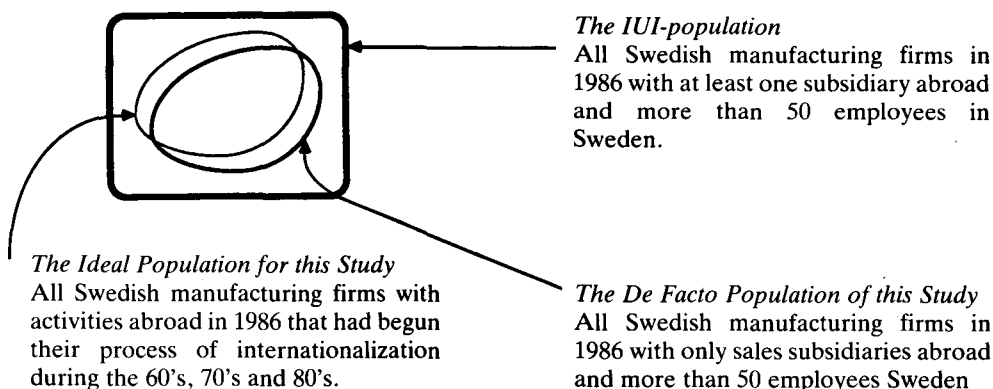 The IUI-population
All Swedish manufacturing firms in
1986 with at least one subsidiary abroad
and more than 50 employees in
Sweden.
The Ideal Population for this Study
All Swedish manufacturing firms with
activities abroad in 1986 that had begun
their process of internationalization
during the 60's, 70's and 80's.
The De Facto Population of this Study
All Swedish manufacturing firms in
1986 with only sales subsidiaries abroad
and more than 50 employees Sweden